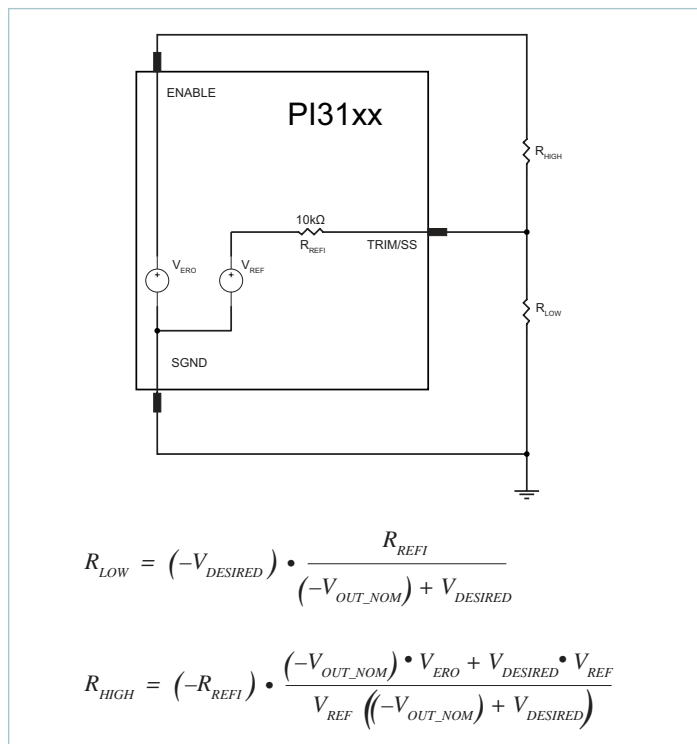 ENABLE
PI31xx
R_HIGH
10kΩ
R_REFI
TRIM/SS
V_ERO
+
V_REF
+
R_LOW
SGND
R_LOW = (–V_DESIRED) • R_REFI / ((–V_OUT_NOM) + V_DESIRED)
R_HIGH = (–R_REFI) • ((–V_OUT_NOM) • V_ERO + V_DESIRED • V_REF) / (V_REF ((–V_OUT_NOM) + V_DESIRED))